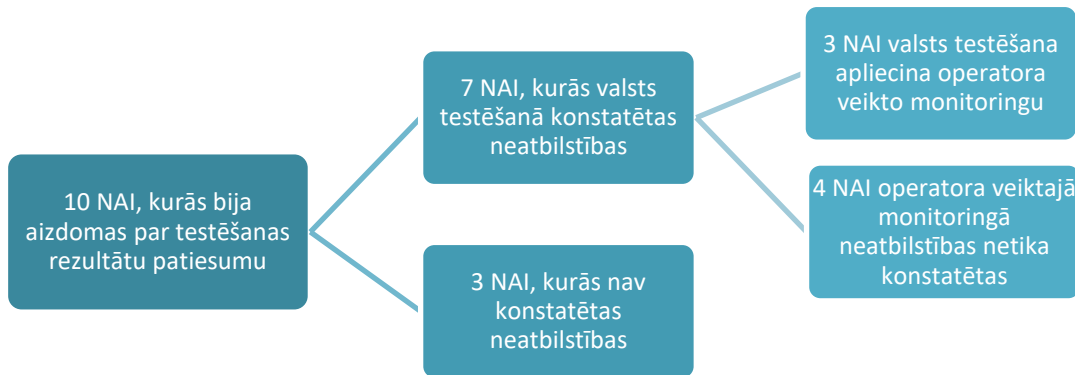 10 NAI, kurās bija
aizdomas par testēšanas
rezultātu patiesumu
7 NAI, kurās valsts
testēšanā konstatētas
neatbilstības
3 NAI valsts testēšana
apliecina operatora
veikto monitoringu
4 NAI operatora veiktajā
monitoringā
neatbilstības netika
konstatētas
3 NAI, kurās nav
konstatētas
neatbilstības